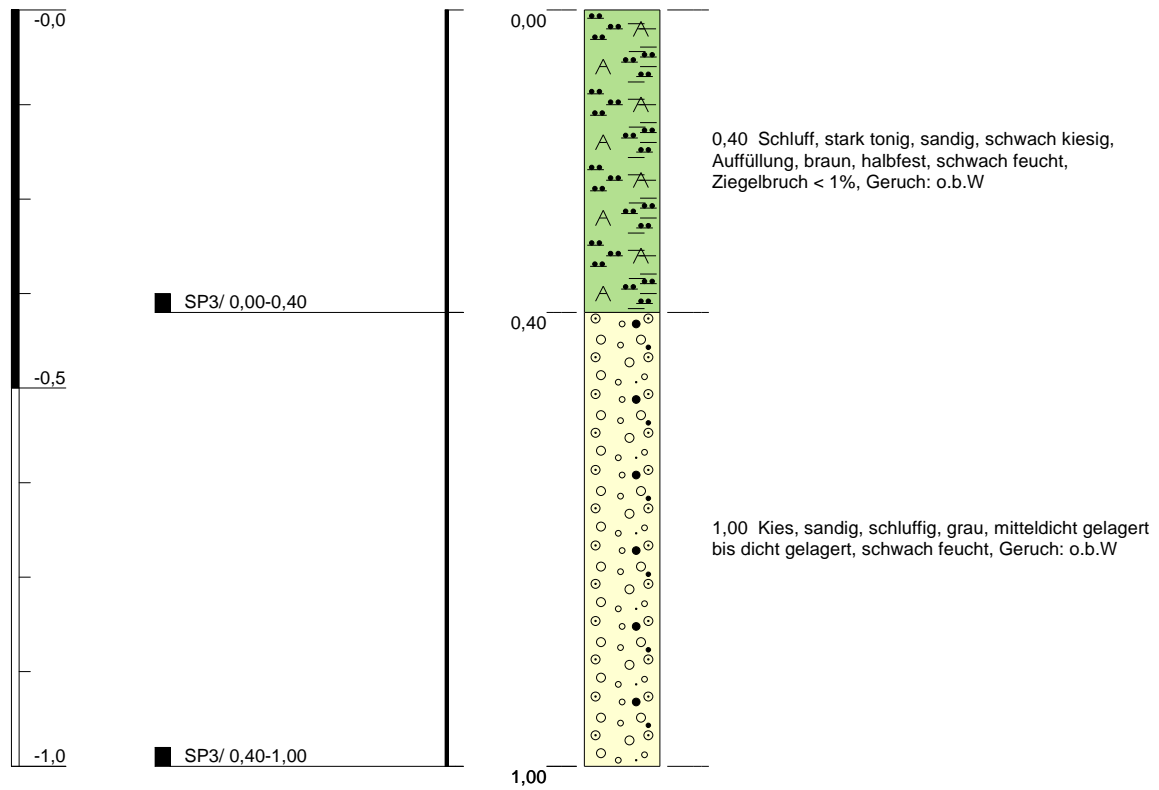 -0,0
0,00
0,40 Schluff, stark tonig, sandig, schwach kiesig,
Auffüllung, braun, halbfest, schwach feucht,
Ziegelbruch < 1%, Geruch: o.b.W
SP3/ 0,00-0,40
0,40
-0,5
1,00 Kies, sandig, schluffig, grau, mitteldicht gelagert
bis dicht gelagert, schwach feucht, Geruch: o.b.W
-1,0
SP3/ 0,40-1,00
1,00